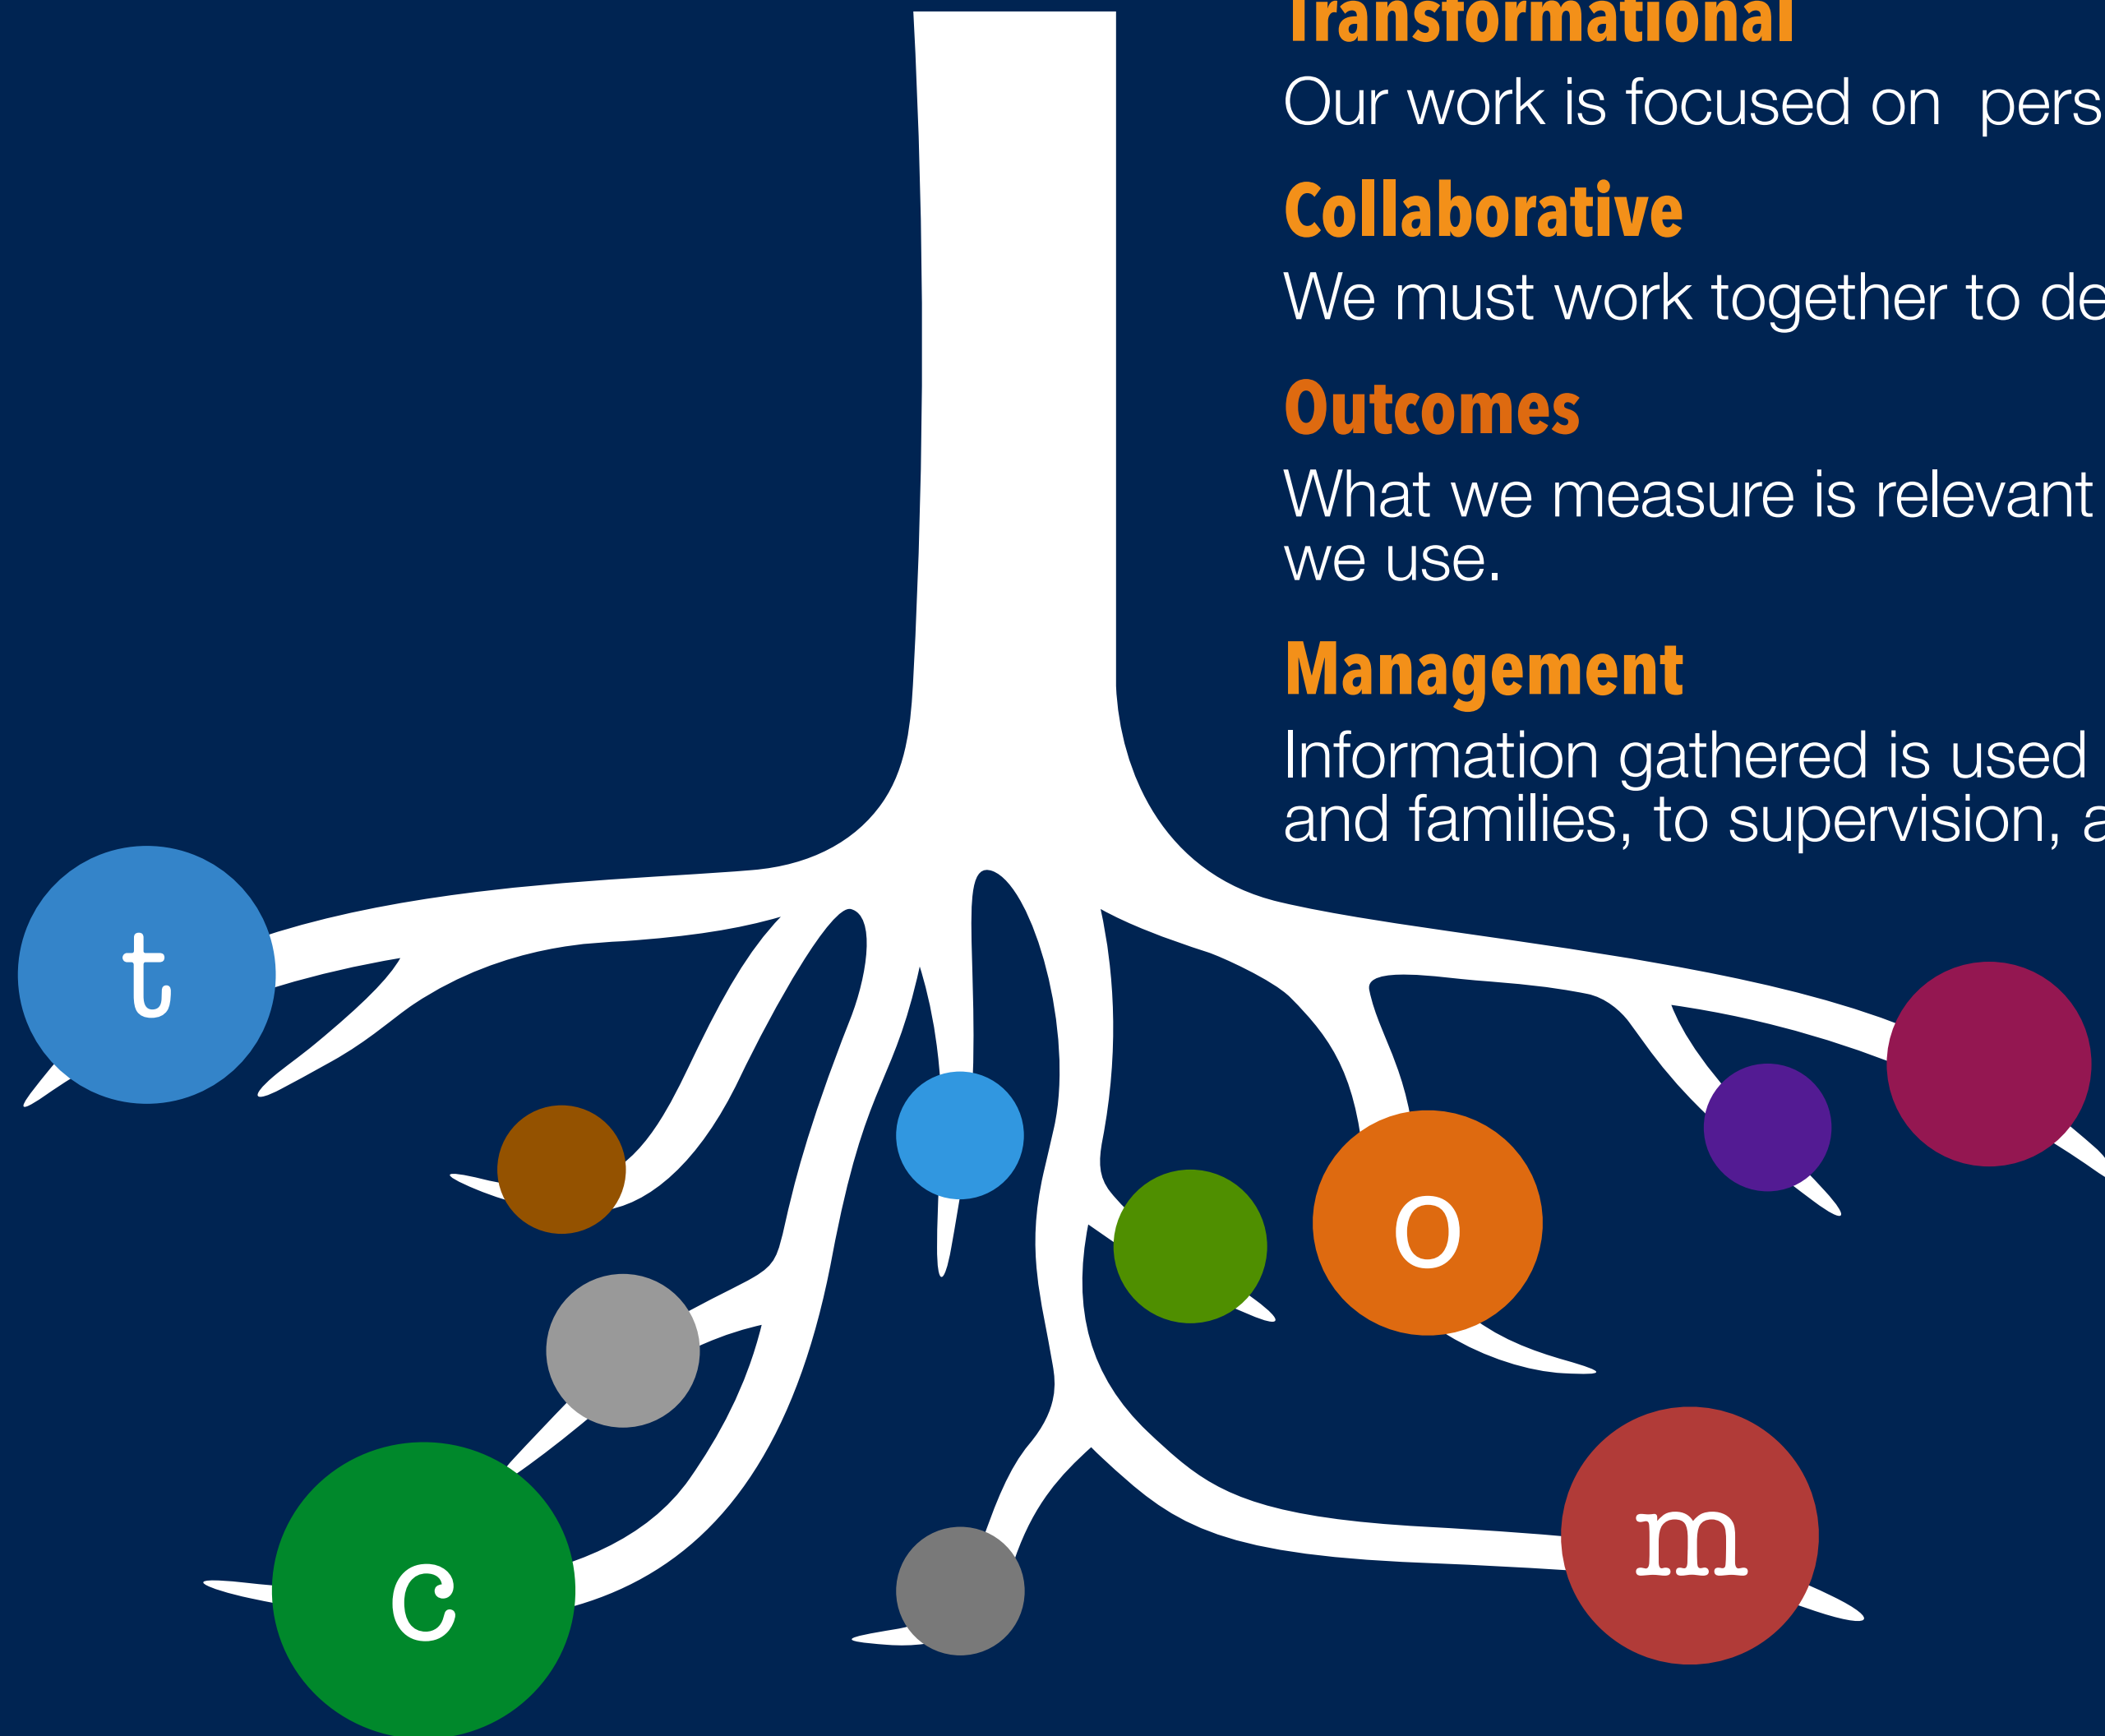 Transformational
Our work is focused on pers
Collaborative
We must work together to de
Outcomes
What we measure is relevant
we use.
Management
Information gathered is used
and families, to supervision, a
t
o
m
c